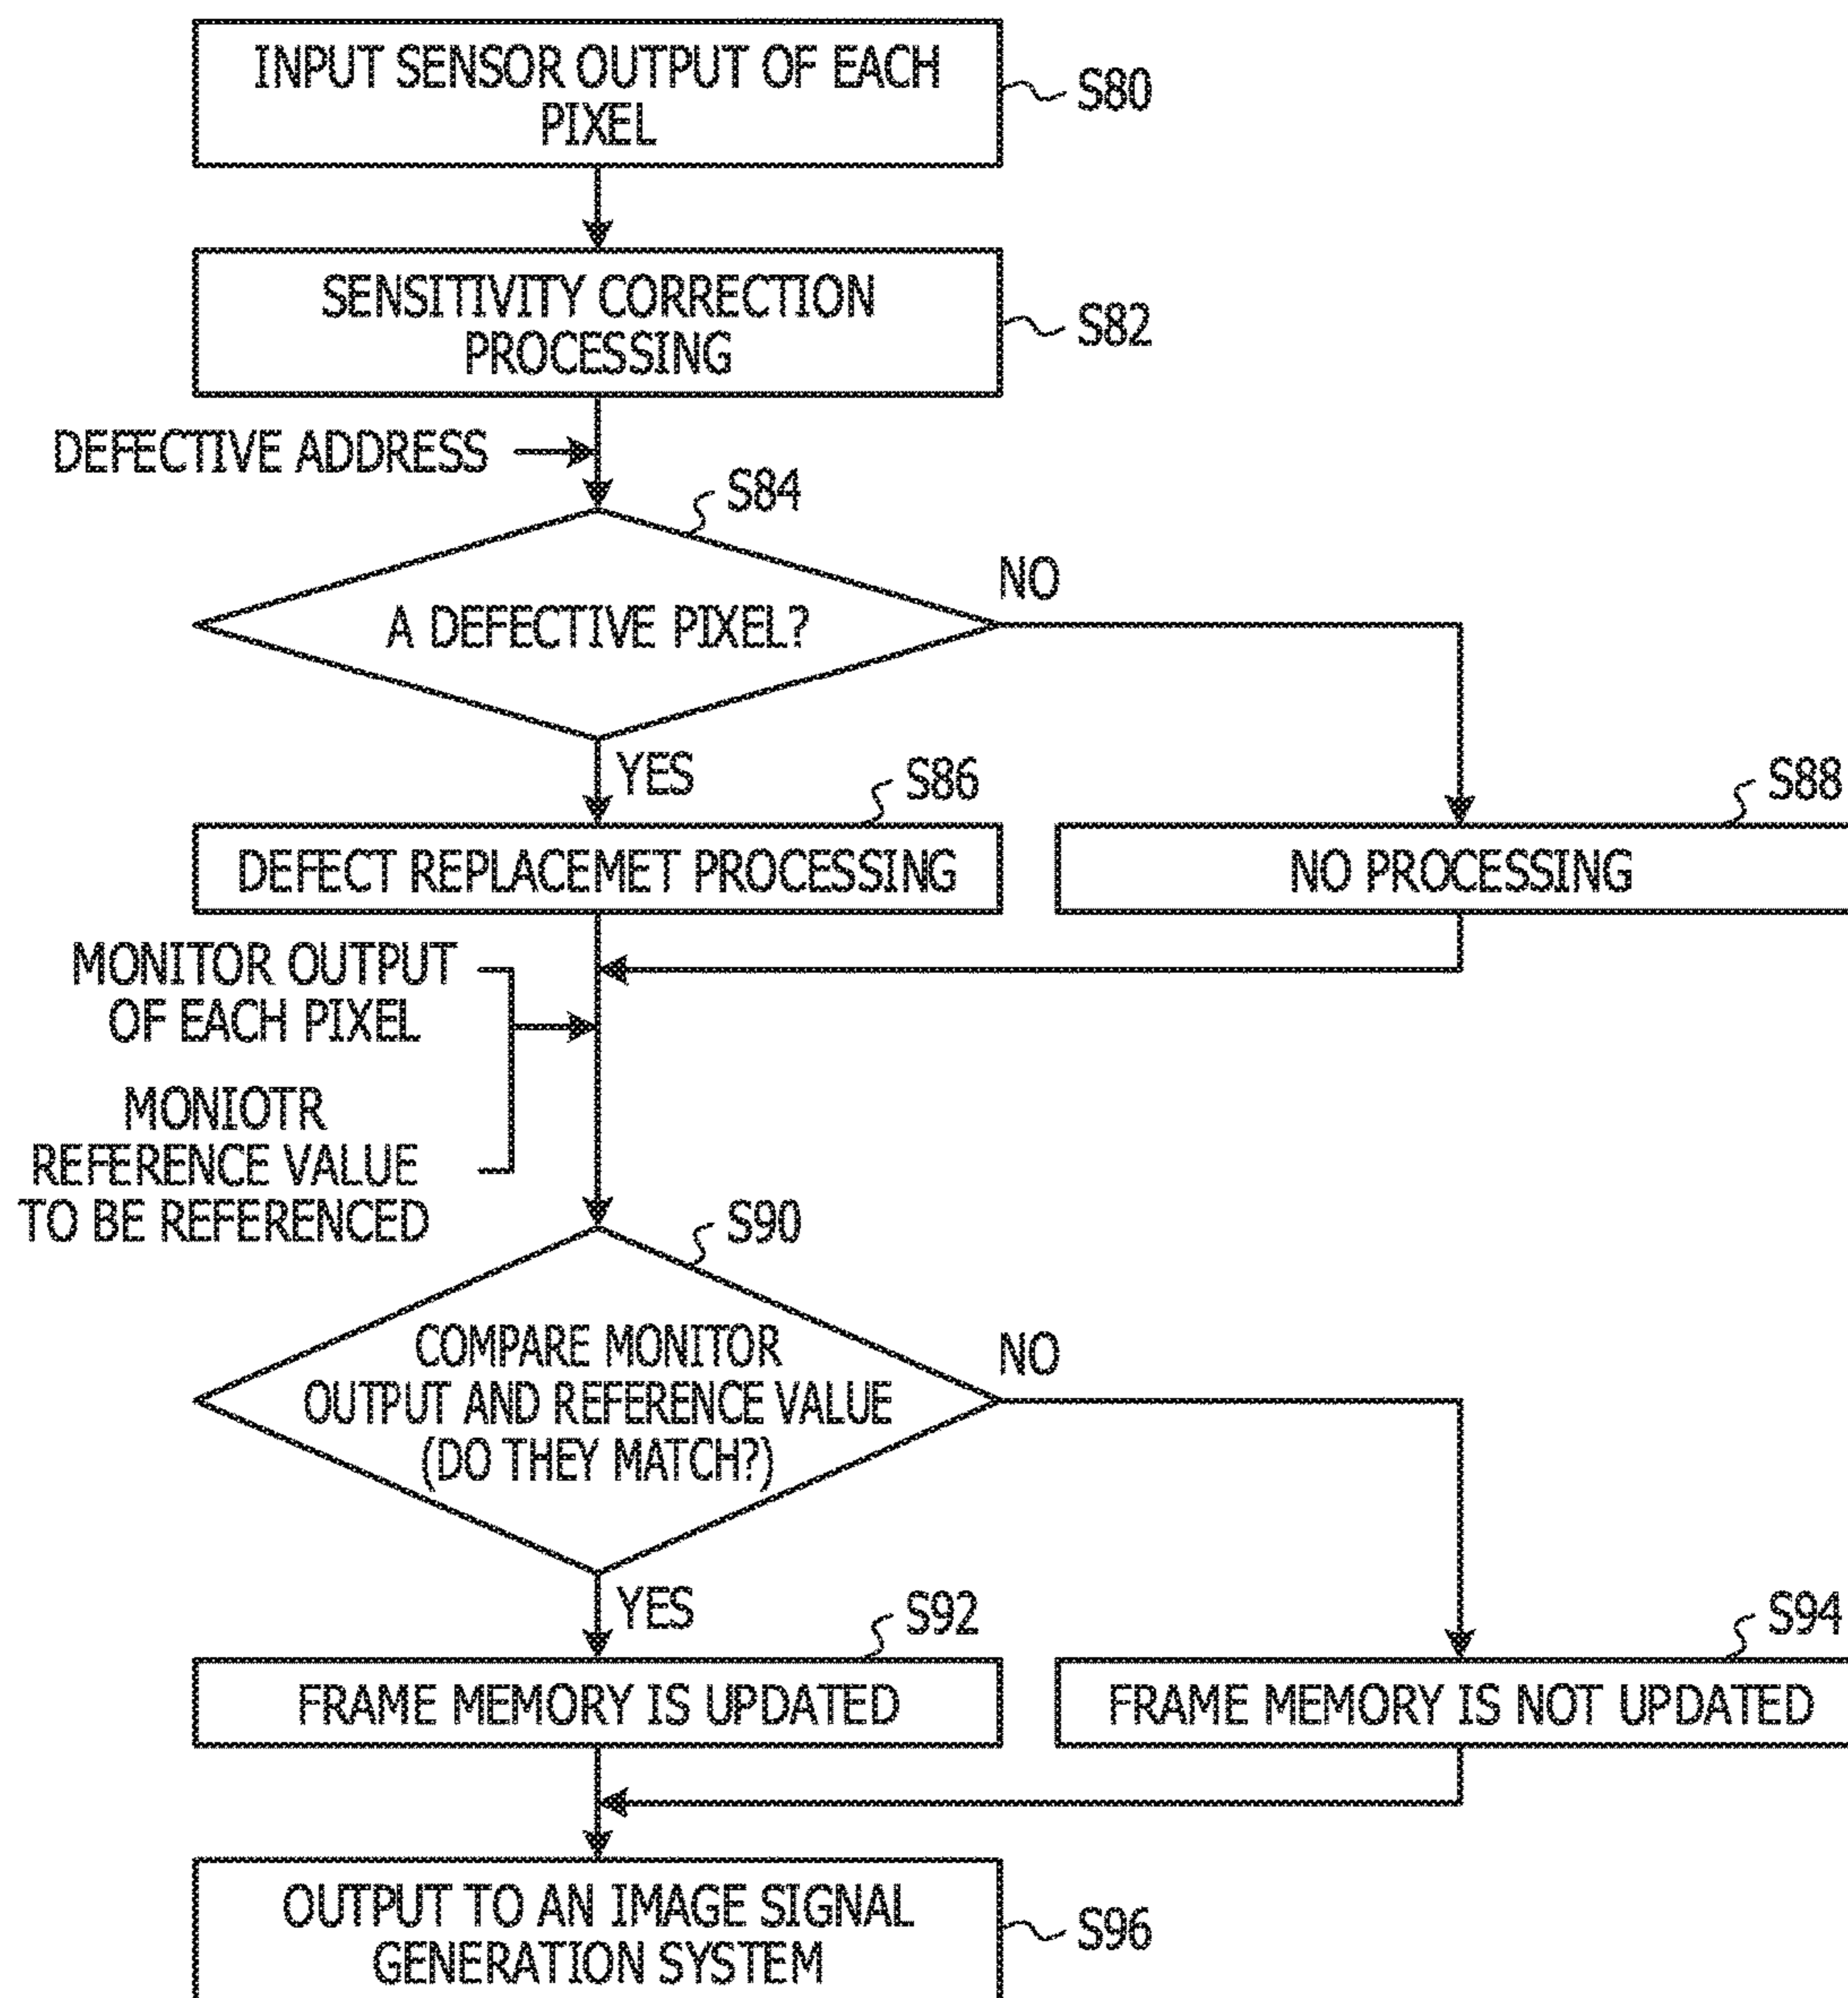 INPUT SENSOR OUTPUT OF EACH
PIXEL
S80
SENSITIVITY CORRECTION
PROCESSING
S82
DEFECTIVE ADDRESS
S84
A DEFECTIVE PIXEL?
NO
YES
S86
S88
DEFECT REPLACEMET PROCESSING
NO PROCESSING
MONITOR OUTPUT
OF EACH PIXEL
MONIOTR
REFERENCE VALUE
TO BE REFERENCED
S90
COMPARE MONITOR
OUTPUT AND REFERENCE VALUE
(DO THEY MATCH?)
NO
YES
S92
S94
FRAME MEMORY IS UPDATED
FRAME MEMORY IS NOT UPDATED
OUTPUT TO AN IMAGE SIGNAL
GENERATION SYSTEM
S96